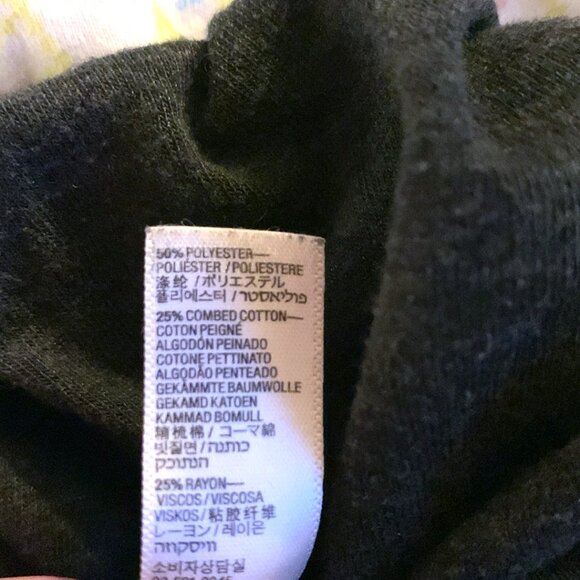 50% POLYESTER—
POLIÉSTER / POLIESTERE
涤纶 / ポリエステル
폴리에스터 / פוליאסטר
25% COMBED COTTON—
COTON PEIGNÉ
ALGODÓN PEINADO
COTONE PETTINATO
ALGODÃO PENTEADO
GEKÄMMTE BAUMWOLLE
GEKAMD KATOEN
KAMMAD BOMULL
精梳棉 / コーマ綿
빗질면 / כותנה
25% RAYON—
VISCOS / VISCOSA
VISKOS / 粘胶纤维
レーヨン / 레이온
소비자상담실